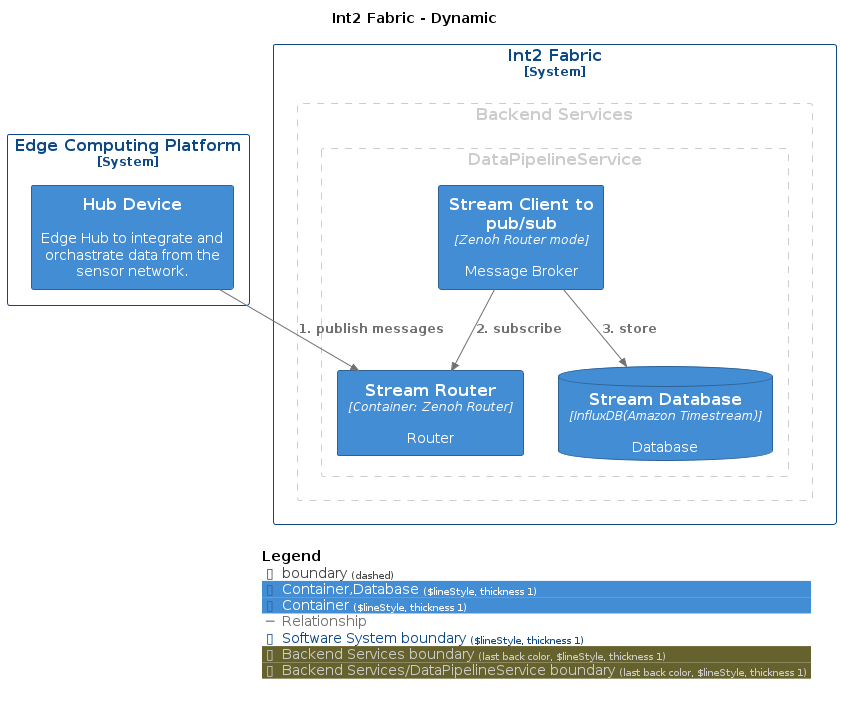 Int2 Fabric - Dynamic
Int2 Fabric
[System]
Backend Services
DataPipelineService
Edge Computing Platform
[System]
Hub Device
Edge Hub to integrate and
orchastrate data from the
sensor network.
Stream Client to
pub/sub
[Zenoh Router mode]
Message Broker
1. publish messages
2. subscribe
3. store
Stream Router
[Container: Zenoh Router]
Router
Stream Database
[InfluxDB(Amazon Timestream)]
Database
Legend
boundary (dashed)
Container,Database ($lineStyle, thickness 1)
Container ($lineStyle, thickness 1)
Relationship
Software System boundary ($lineStyle, thickness 1)
Backend Services boundary (last back color, $lineStyle, thickness 1)
Backend Services/DataPipelineService boundary (last back color, $lineStyle, thickness 1)